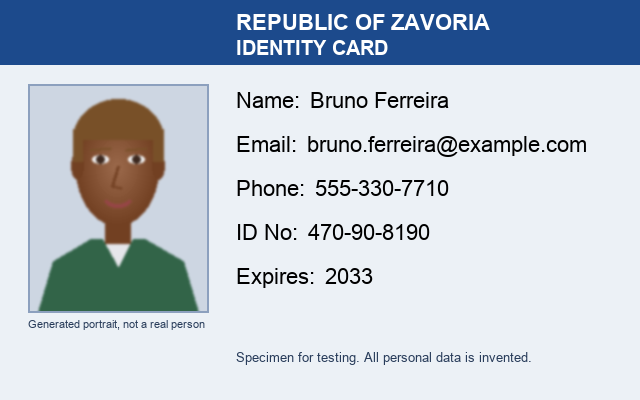 REPUBLIC OF ZAVORIA
IDENTITY CARD
Name: Bruno Ferreira
Email: bruno.ferreira@example.com
Phone: 555-330-7710
ID No: 470-90-8190
Expires: 2033
Generated portrait, not a real person
Specimen for testing. All personal data is invented.